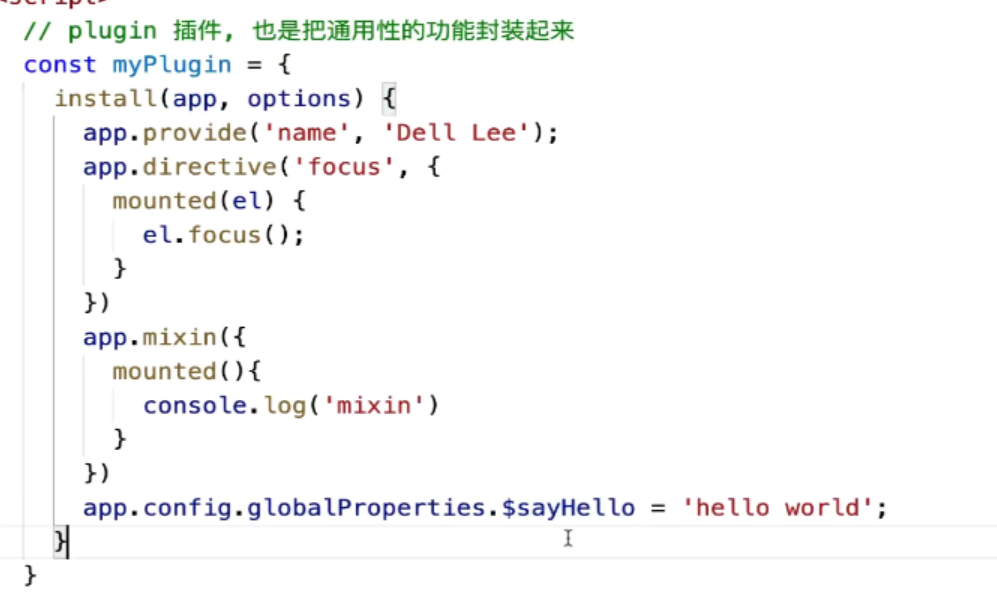 <script>
// plugin 插件, 也是把通用性的功能封装起来
const myPlugin = {
  install(app, options) {
    app.provide('name', 'Dell Lee');
    app.directive('focus', {
      mounted(el) {
        el.focus();
      }
    })
    app.mixin({
      mounted(){
        console.log('mixin')
      }
    })
    app.config.globalProperties.$sayHello = 'hello world';
  }
}